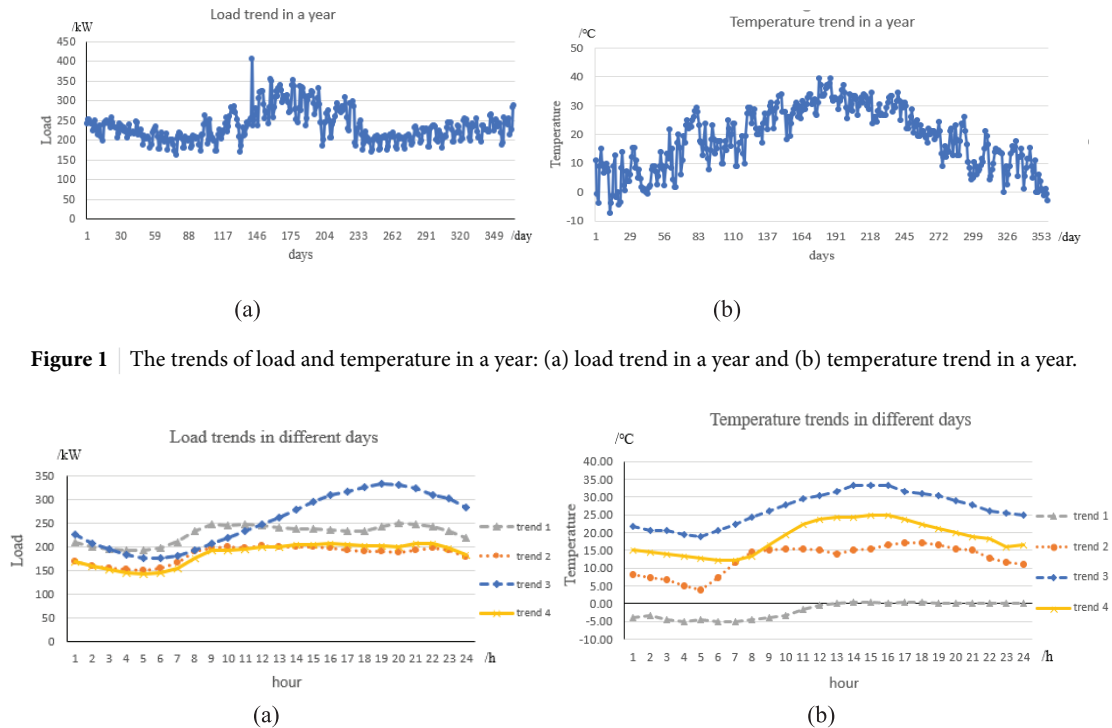 Load trend in a year
/kW
450
400
350
300
250
200
150
100
50
0
Load
1 30 59 88 117 146 175 204 233 262 291 320 349 /day
days
(a)
Temperature trend in a year
/°C
50
40
30
20
10
0
-10
Temperature
1 29 56 83 110 137 164 191 218 245 272 299 326 353 /day
days
(b)
Figure 1 The trends of load and temperature in a year: (a) load trend in a year and (b) temperature trend in a year.
Load trends in different days
/kW
350
300
250
200
150
100
50
0
Load
1 2 3 4 5 6 7 8 9 10 11 12 13 14 15 16 17 18 19 20 21 22 23 24 /h
hour
trend 1
trend 2
trend 3
trend 4
(a)
Temperature trends in different days
/°C
40.00
35.00
30.00
25.00
20.00
15.00
10.00
5.00
0.00
-5.00
-10.00
Temperature
1 2 3 4 5 6 7 8 9 10 11 12 13 14 15 16 17 18 19 20 21 22 23 24 /h
hour
trend 1
trend 2
trend 3
trend 4
(b)